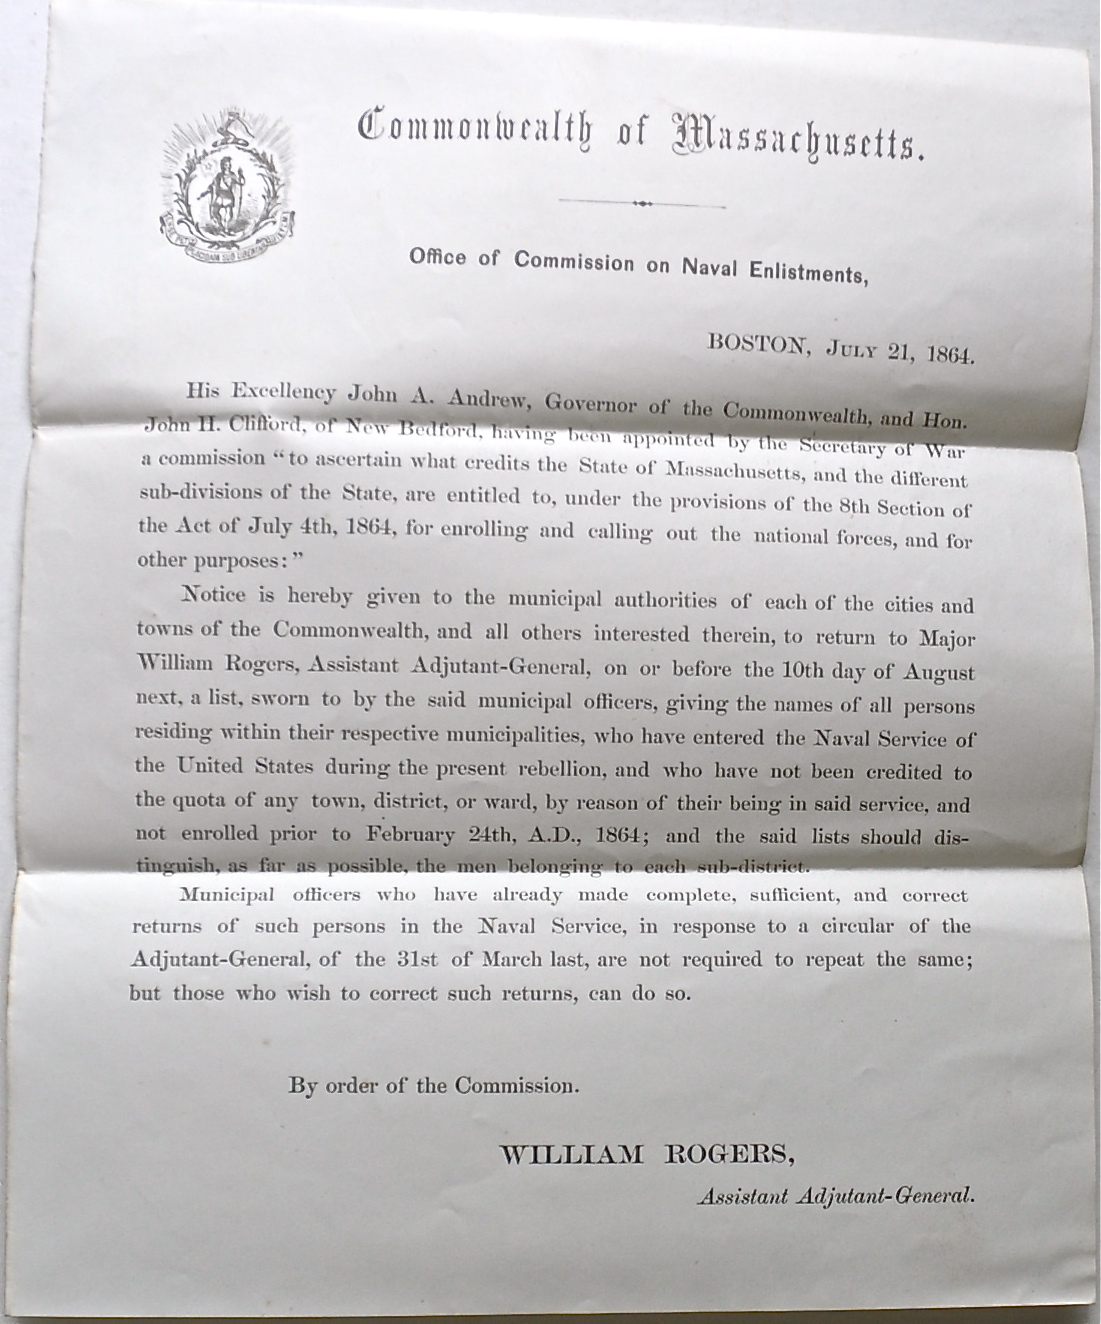 Commonwealth of Massachusetts.
Office of Commission on Naval Enlistments,
BOSTON, JULY 21, 1864.
His Excellency John A. Andrew, Governor of the Commonwealth, and Hon.
John H. Clifford, of New Bedford, having been appointed by the Secretary of War
a commission “to ascertain what credits the State of Massachusetts, and the different
sub-divisions of the State, are entitled to, under the provisions of the 8th Section of
the Act of July 4th, 1864, for enrolling and calling out the national forces, and for
other purposes:”
Notice is hereby given to the municipal authorities of each of the cities and
towns of the Commonwealth, and all others interested therein, to return to Major
William Rogers, Assistant Adjutant-General, on or before the 10th day of August
next, a list, sworn to by the said municipal officers, giving the names of all persons
residing within their respective municipalities, who have entered the Naval Service of
the United States during the present rebellion, and who have not been credited to
the quota of any town, district, or ward, by reason of their being in said service, and
not enrolled prior to February 24th, A.D., 1864; and the said lists should dis-
tinguish, as far as possible, the men belonging to each sub-district.
Municipal officers who have already made complete, sufficient, and correct
returns of such persons in the Naval Service, in response to a circular of the
Adjutant-General, of the 31st of March last, are not required to repeat the same;
but those who wish to correct such returns, can do so.
By order of the Commission.
WILLIAM ROGERS,
Assistant Adjutant-General.